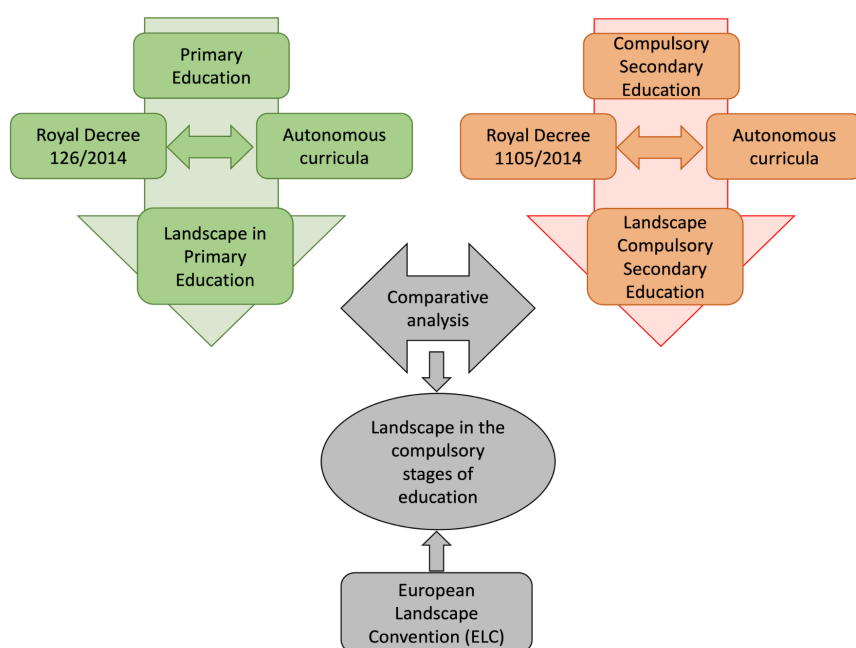 Primary
Education
Royal Decree
126/2014
Autonomous
curricula
Landscape in
Primary
Education
Compulsory
Secondary
Education
Royal Decree
1105/2014
Autonomous
curricula
Landscape
Compulsory
Secondary
Education
Comparative
analysis
Landscape in the
compulsory
stages of
education
European
Landscape
Convention (ELC)